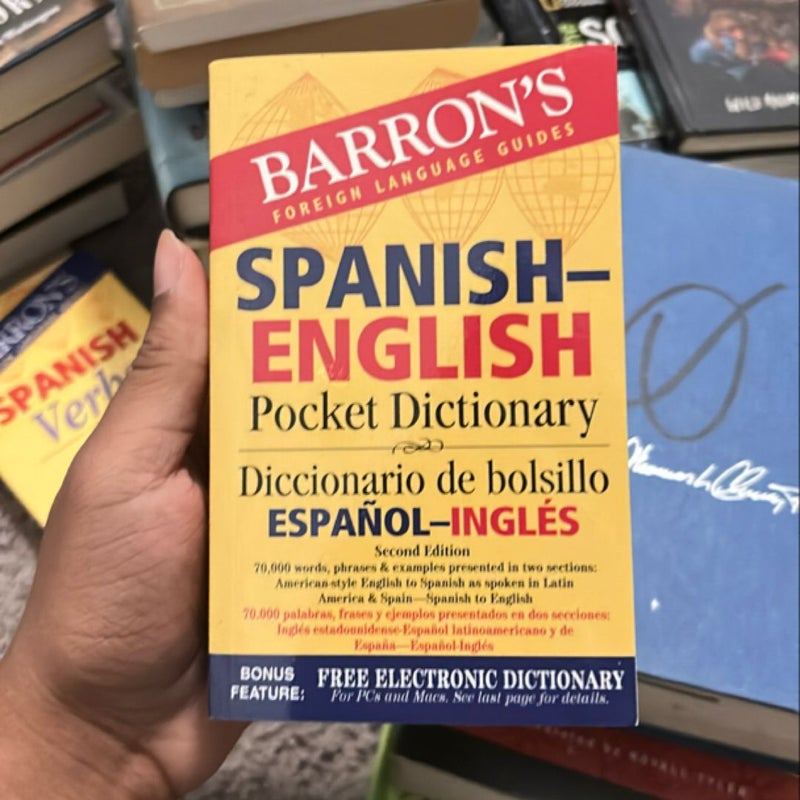 BARRON'S
FOREIGN LANGUAGE GUIDES
SPANISH–
ENGLISH
Pocket Dictionary
Diccionario de bolsillo
ESPAÑOL–INGLÉS
Second Edition
70,000 words, phrases & examples presented in two sections:
American-style English to Spanish as spoken in Latin
America & Spain—Spanish to English
70,000 palabras, frases y ejemplos presentados en dos secciones:
Inglés estadounidense-Español latinoamericano y de
España—Español-Inglés
BONUS
FEATURE:
FREE ELECTRONIC DICTIONARY
For PCs and Macs. See last page for details.
SPANISH
ROYALL TYLER